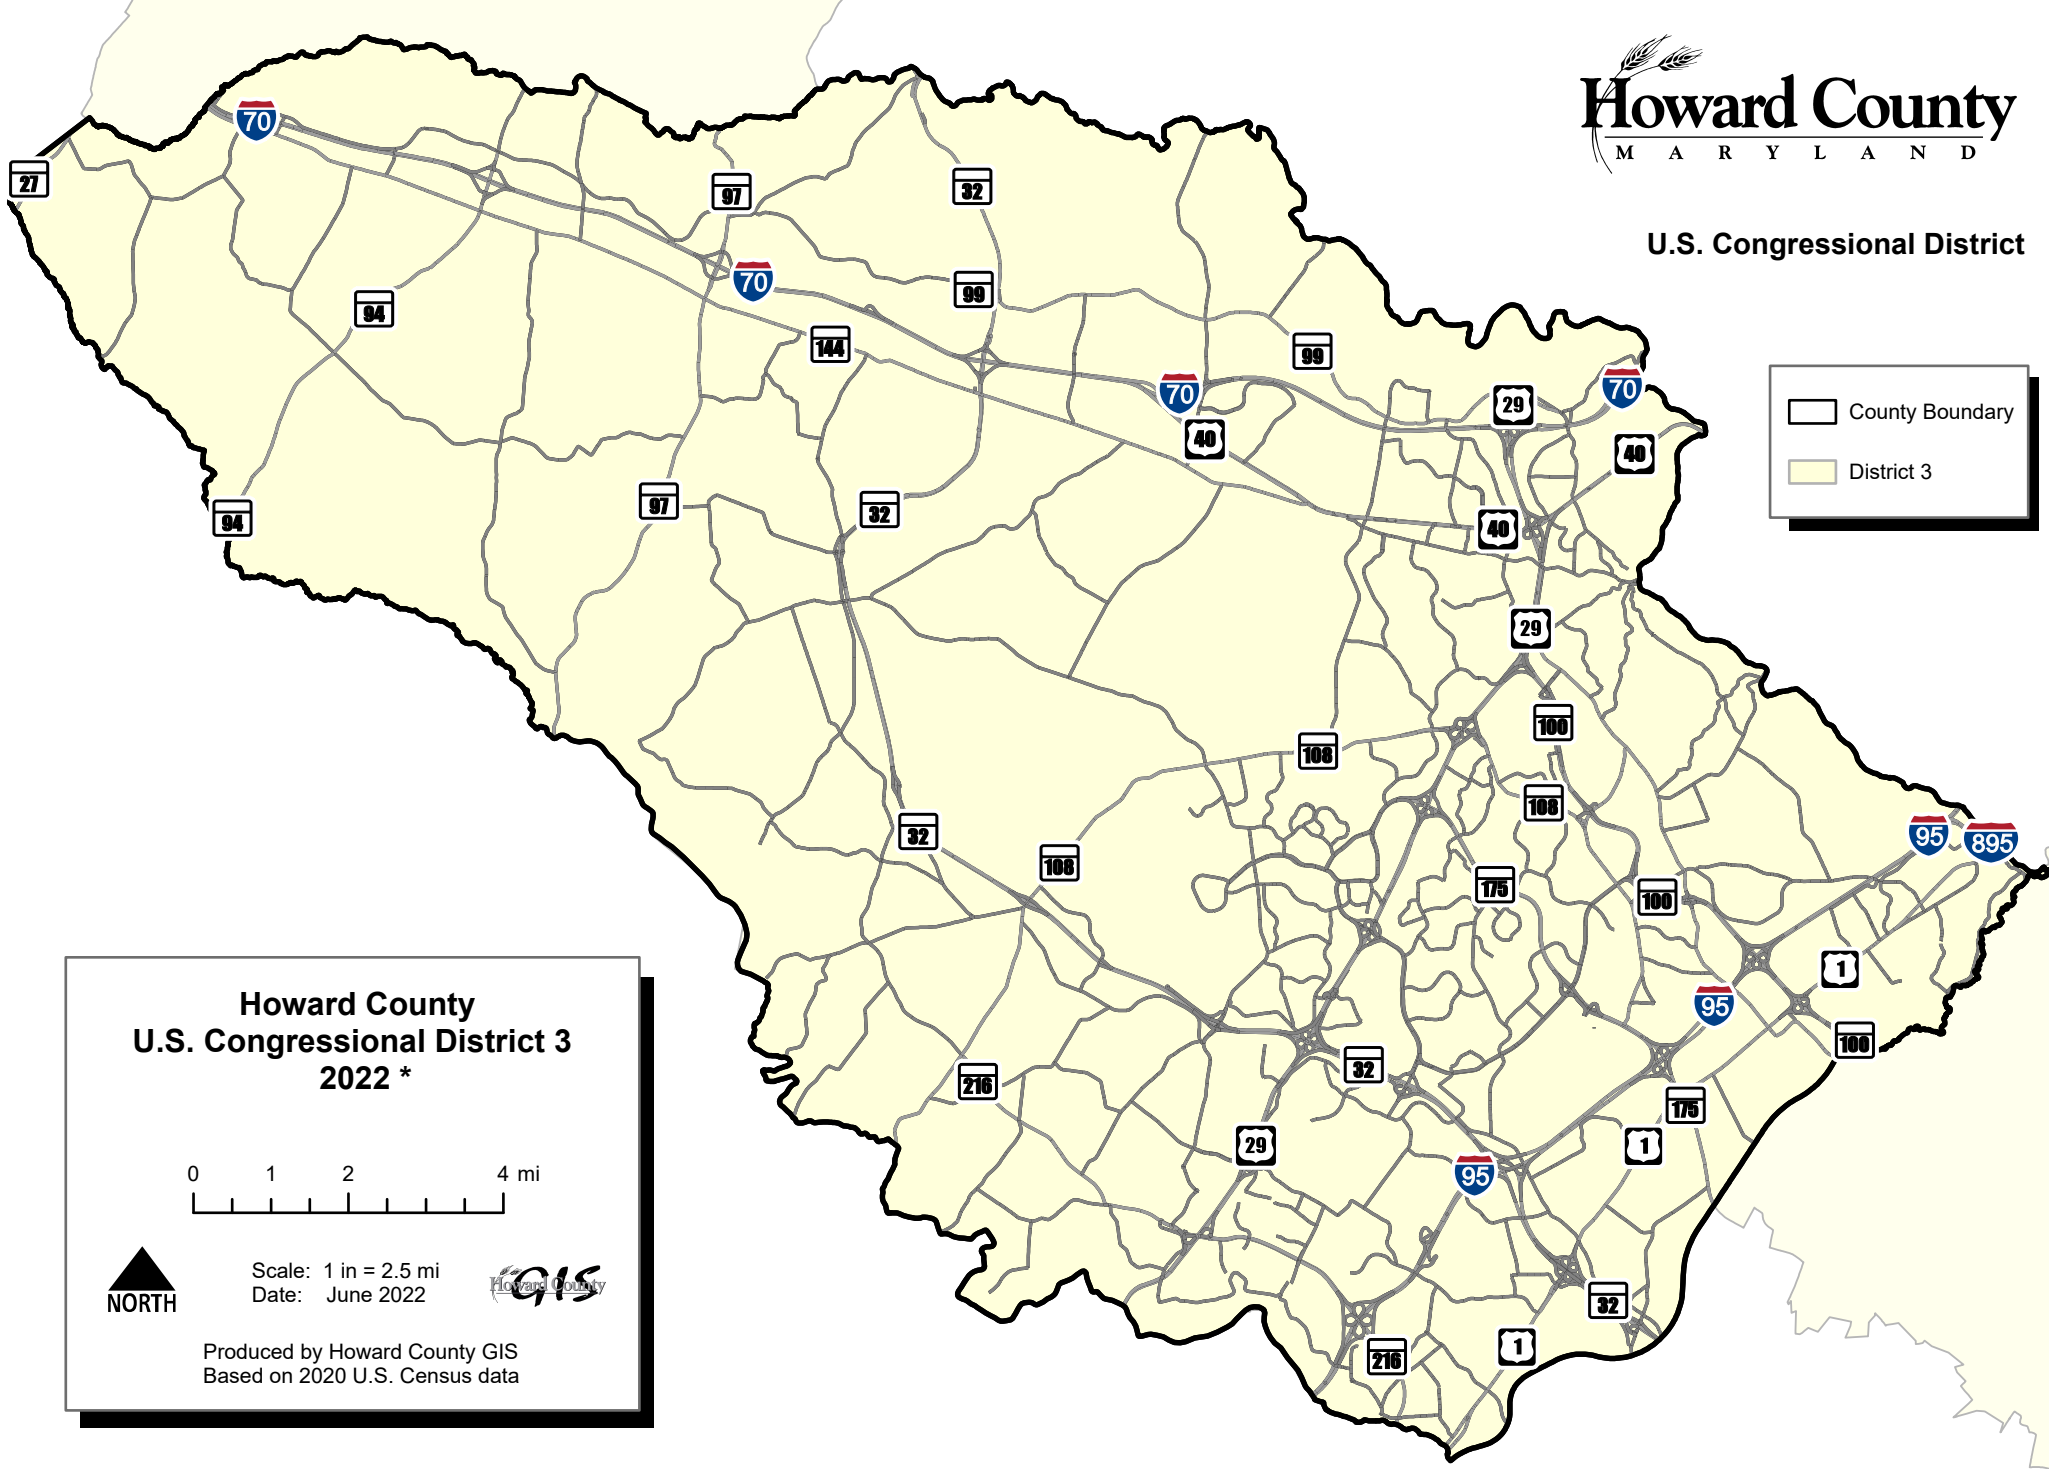 Howard County
MARYLAND
U.S. Congressional District
County Boundary
District 3
70
27
97
32
70
99
94
144
99
70
29
70
40
40
94
97
32
40
29
100
108
108
32
108
95
895
175
100
1
95
100
32
216
175
29
1
95
32
1
216
Howard County
U.S. Congressional District 3
2022 *
0 1 2 4 mi
Scale: 1 in = 2.5 mi
Date: June 2022
NORTH
Howard County
GIS
Produced by Howard County GIS
Based on 2020 U.S. Census data